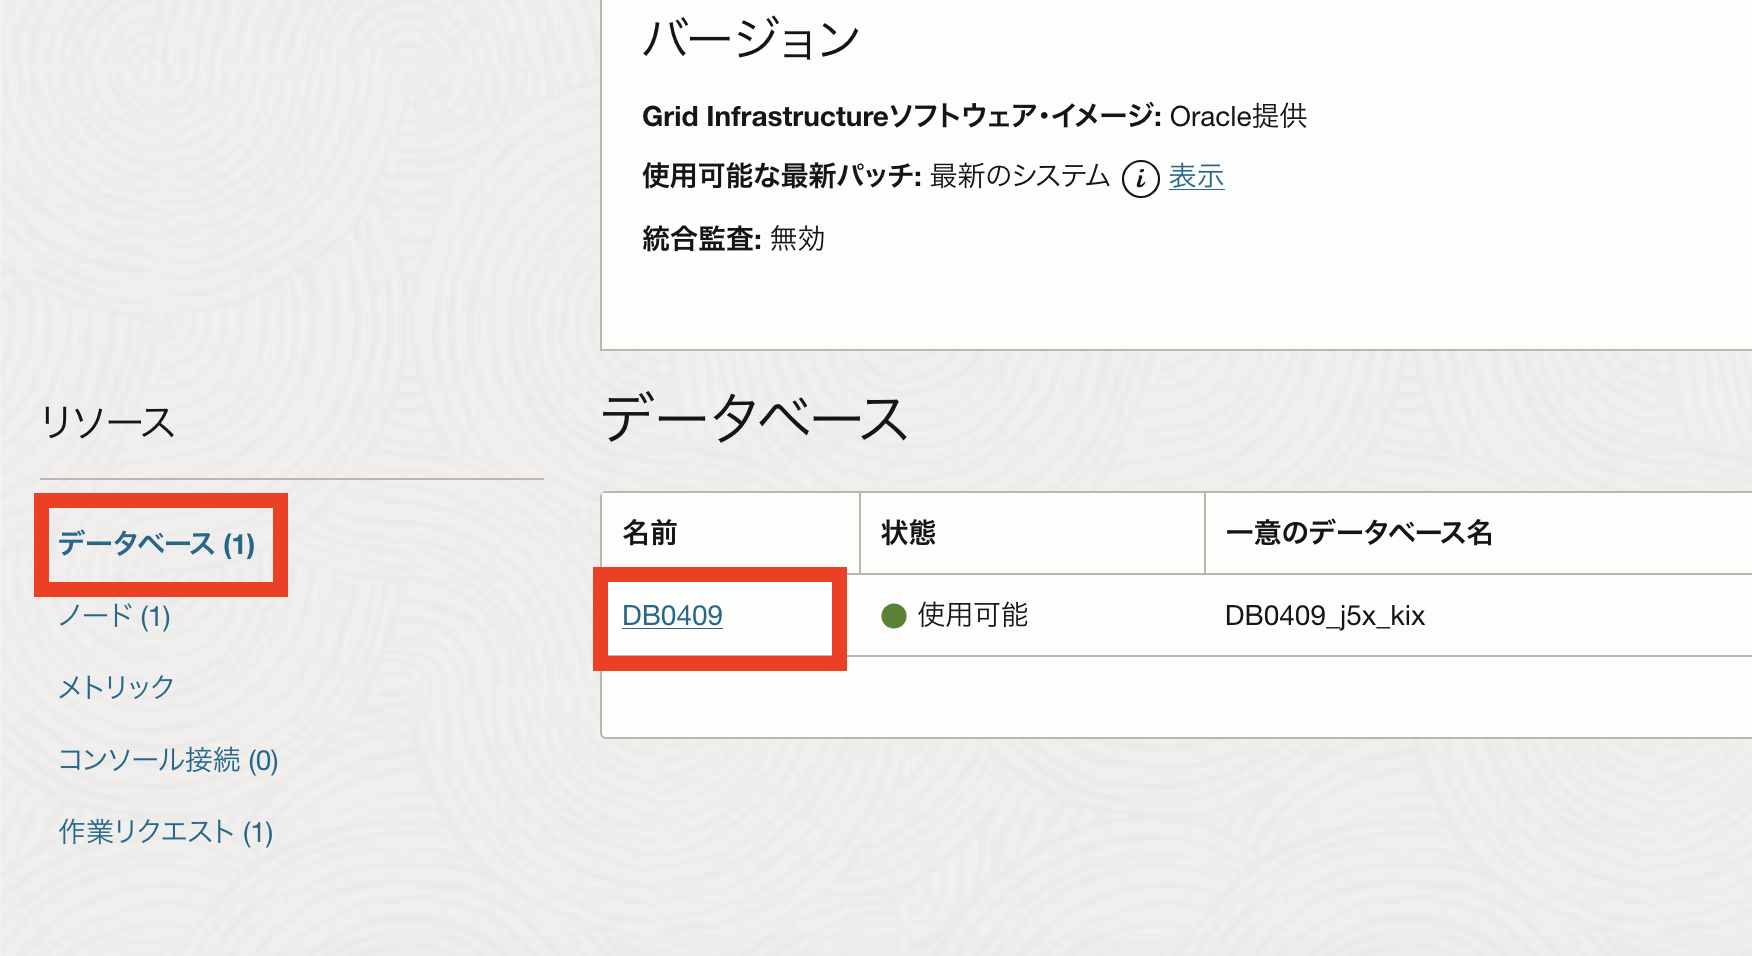 バージョン
Grid Infrastructureソフトウェア・イメージ: Oracle提供
使用可能な最新パッチ: 最新のシステム i 表示
統合監査: 無効
リソース
データベース (1)
ノード (1)
メトリック
コンソール接続 (0)
作業リクエスト (1)
データベース
名前 状態 一意のデータベース名
DB0409 使用可能 DB0409_j5x_kix